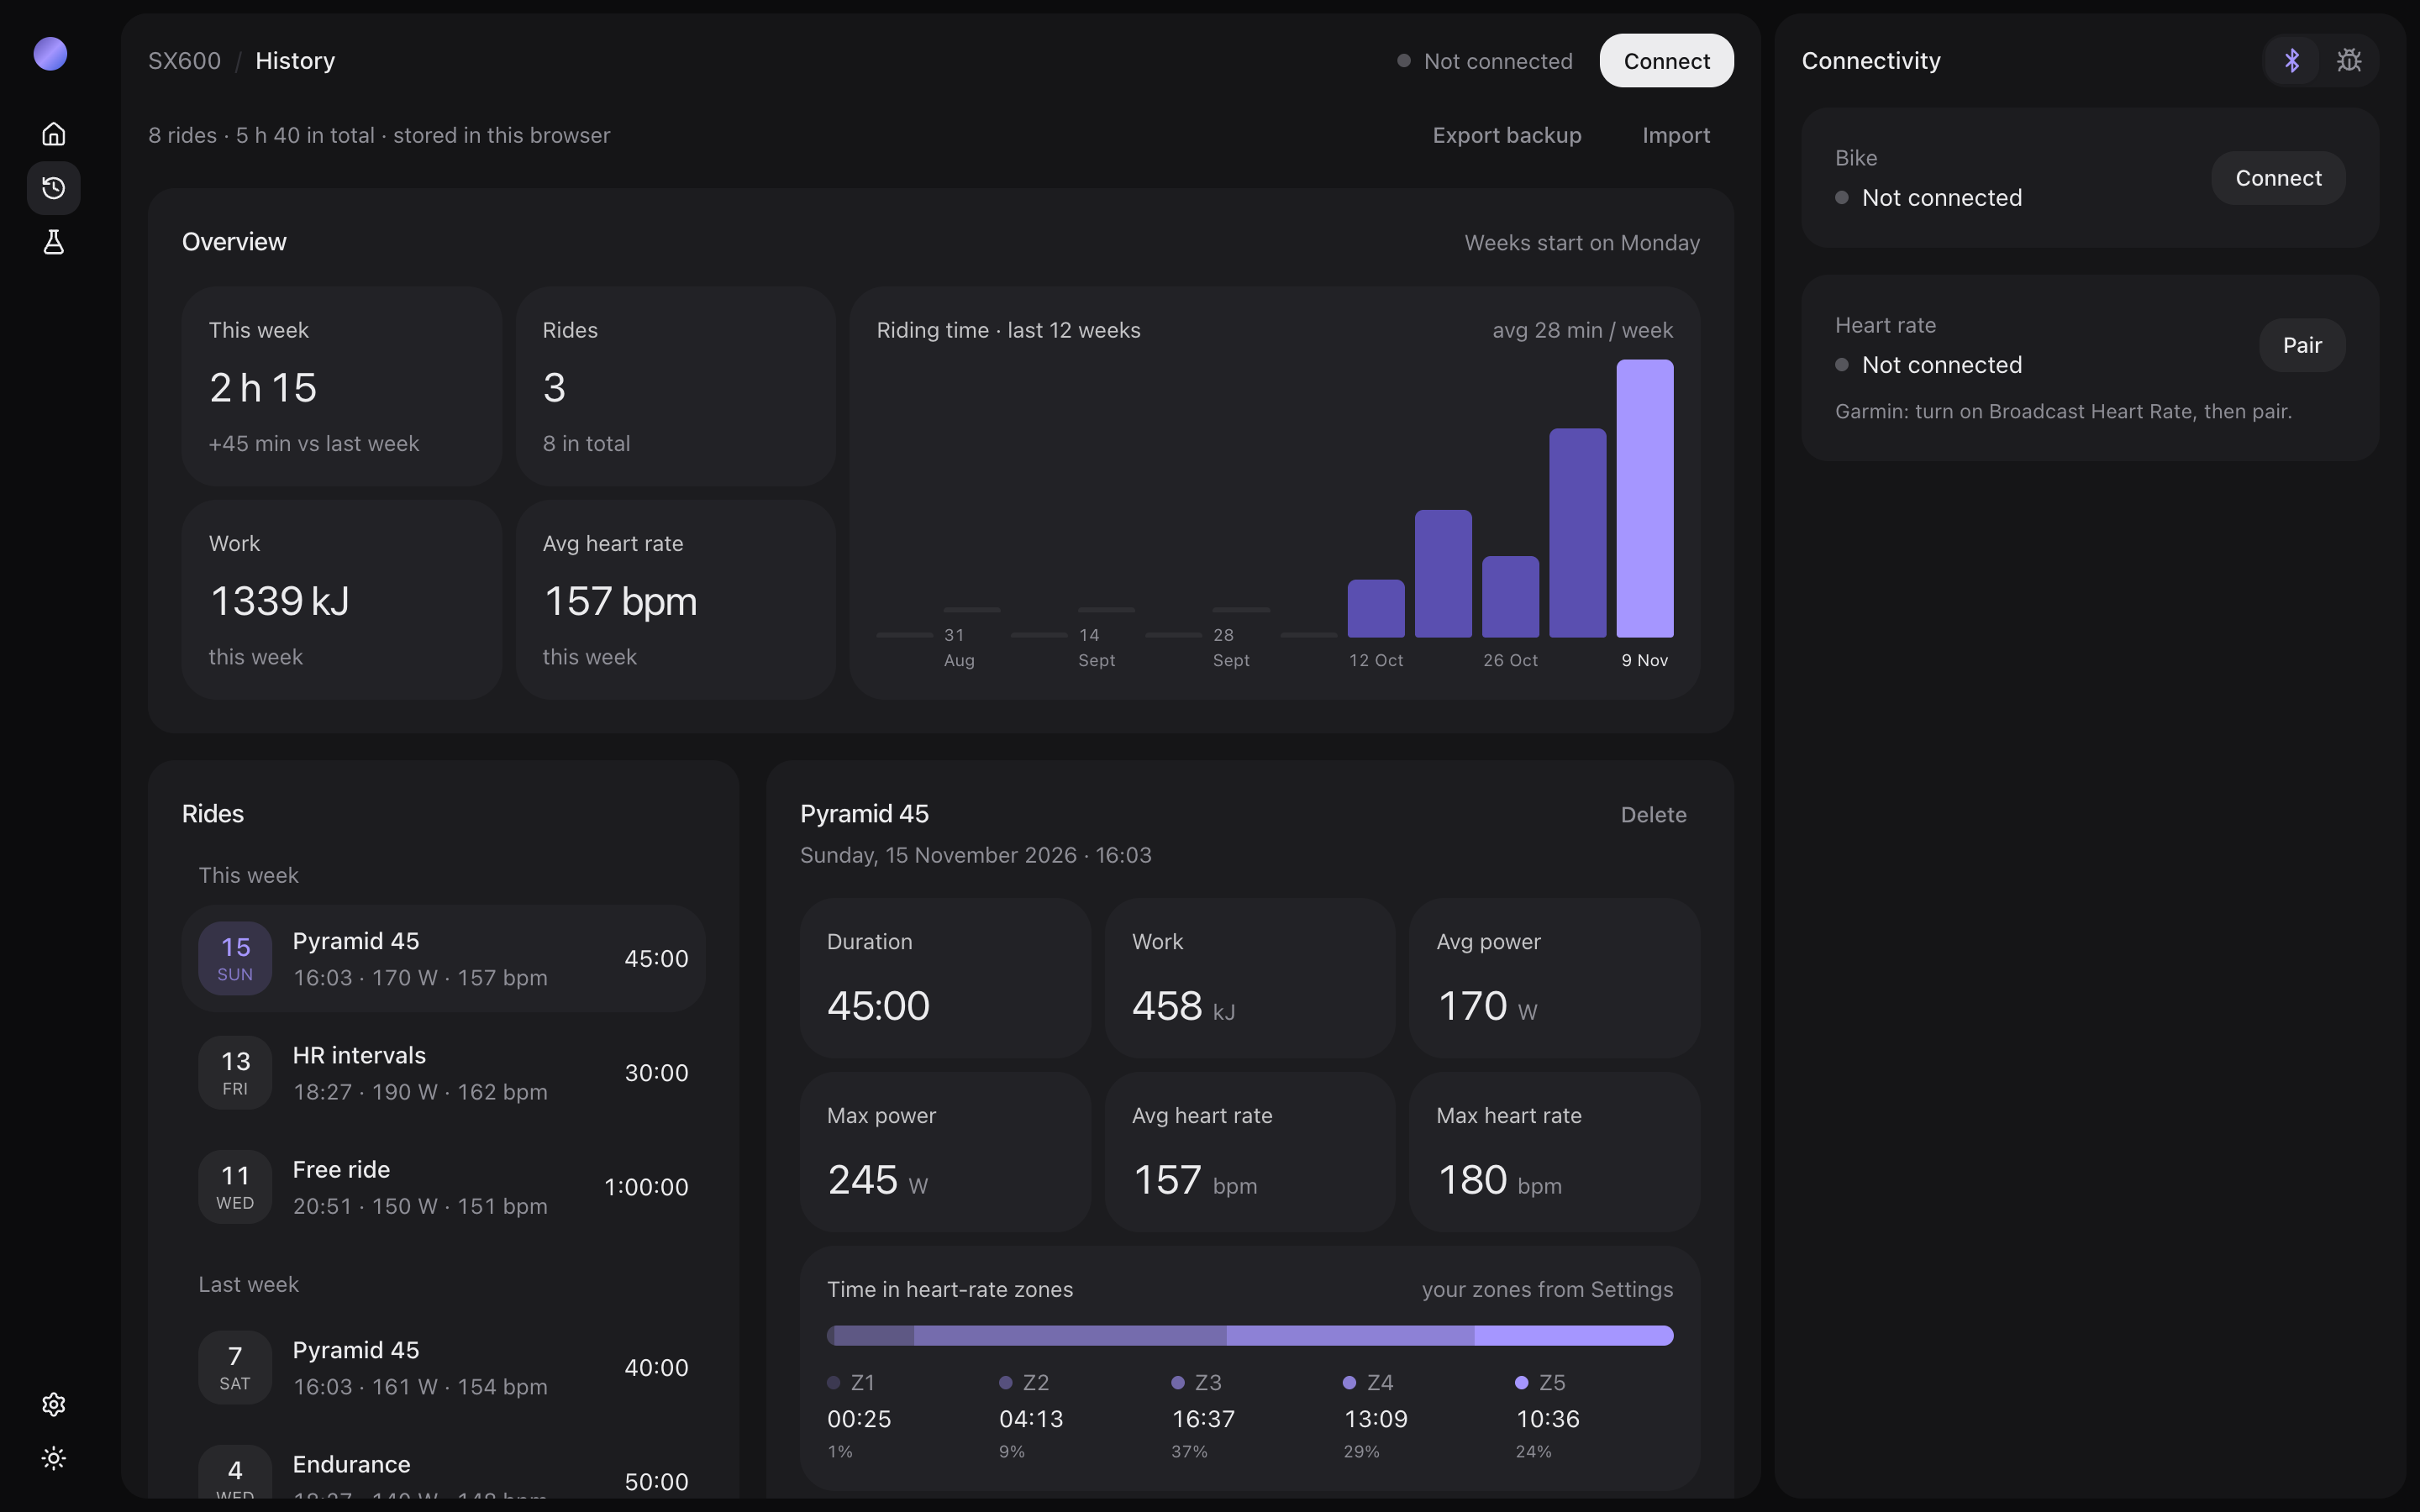 SX600 / History
Not connected
Connect
8 rides · 5 h 40 in total · stored in this browser
Export backup
Import
Overview
Weeks start on Monday
This week
2 h 15
+45 min vs last week
Rides
3
8 in total
Work
1339 kJ
this week
Avg heart rate
157 bpm
this week
Riding time · last 12 weeks
avg 28 min / week
31 Aug
14 Sept
28 Sept
12 Oct
26 Oct
9 Nov
Rides
This week
15 SUN
Pyramid 45
16:03 · 170 W · 157 bpm
45:00
13 FRI
HR intervals
18:27 · 190 W · 162 bpm
30:00
11 WED
Free ride
20:51 · 150 W · 151 bpm
1:00:00
Last week
7 SAT
Pyramid 45
16:03 · 161 W · 154 bpm
40:00
4 WED
Endurance
18:27 · 140 W · 148 bpm
50:00
Pyramid 45
Delete
Sunday, 15 November 2026 · 16:03
Duration
45:00
Work
458 kJ
Avg power
170 W
Max power
245 W
Avg heart rate
157 bpm
Max heart rate
180 bpm
Time in heart-rate zones
your zones from Settings
Z1
00:25
1%
Z2
04:13
9%
Z3
16:37
37%
Z4
13:09
29%
Z5
10:36
24%
Connectivity
Bike
Not connected
Connect
Heart rate
Not connected
Pair
Garmin: turn on Broadcast Heart Rate, then pair.